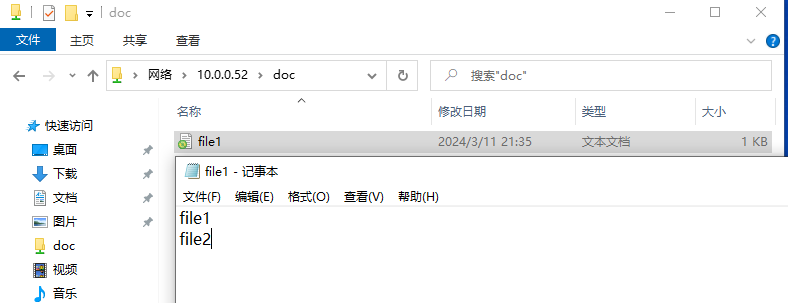 doc
文件 主页 共享 查看
网络 10.0.0.52 doc 搜索"doc"
名称 修改日期 类型 大小
快速访问
file1 2024/3/11 21:35 文本文档 1 KB
桌面
file1 - 记事本
下载
文件(F) 编辑(E) 格式(O) 查看(V) 帮助(H)
文档
file1
图片
file2
doc
视频
音乐